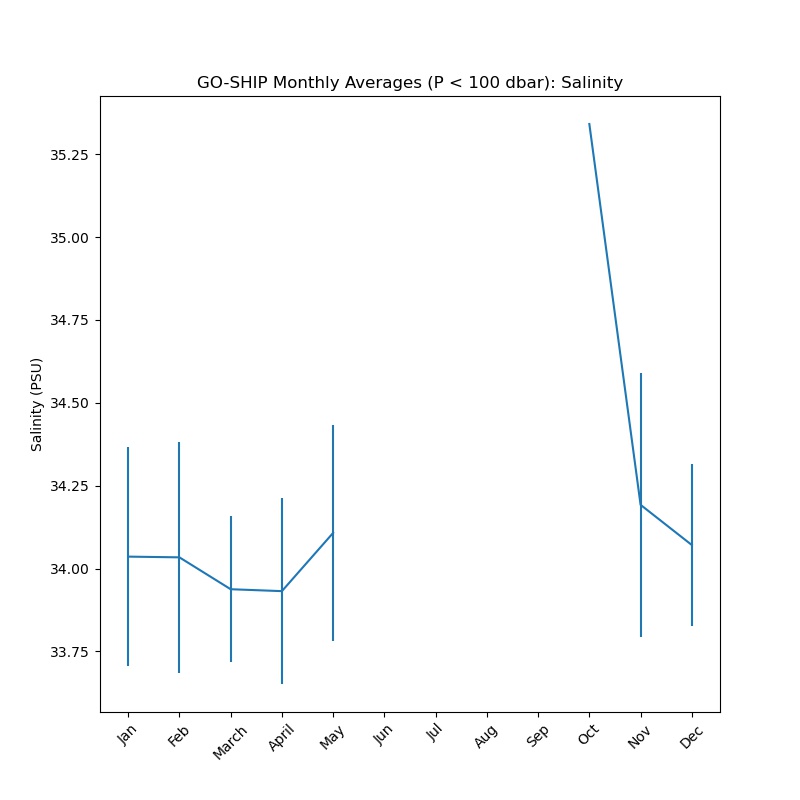 GO-SHIP Monthly Averages (P < 100 dbar): Salinity
Salinity (PSU)
35.25
35.00
34.75
34.50
34.25
34.00
33.75
Jan
Feb
March
April
May
Jun
Jul
Aug
Sep
Oct
Nov
Dec